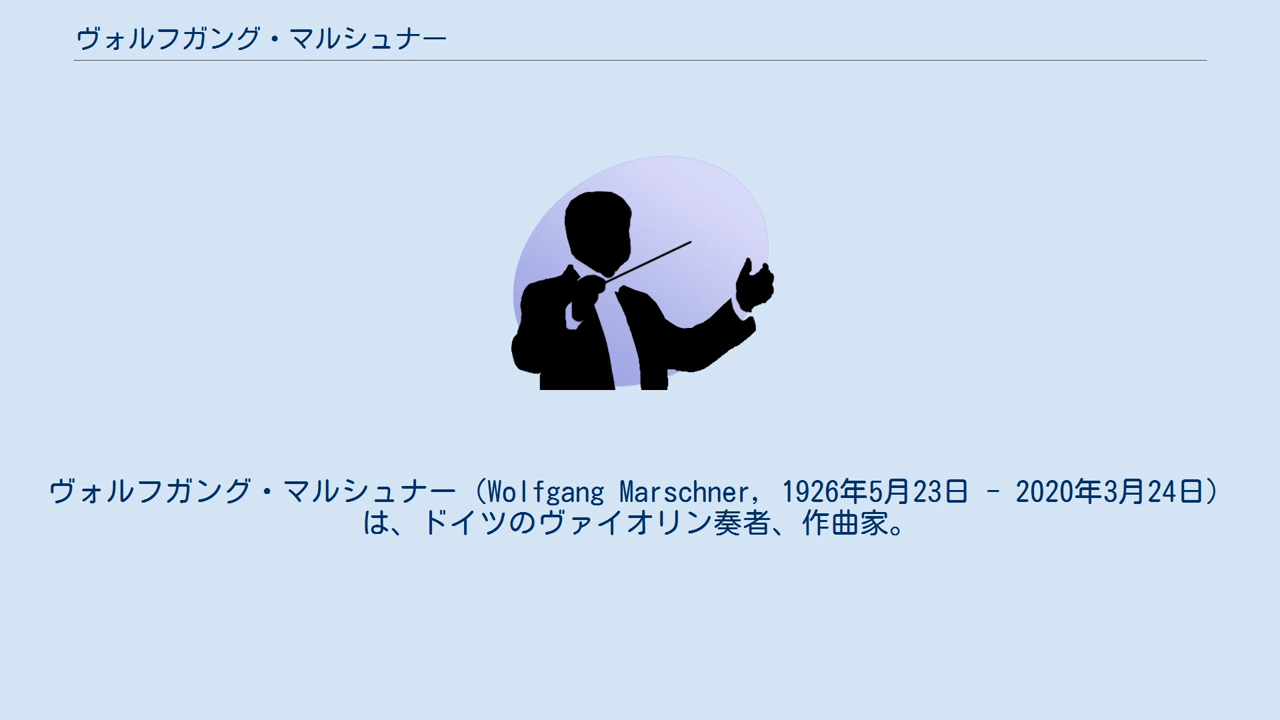 ヴォルフガング・マルシュナー
ヴォルフガング・マルシュナー（Wolfgang Marschner, 1926年5月23日 - 2020年3月24日）
は、ドイツのヴァイオリン奏者、作曲家。